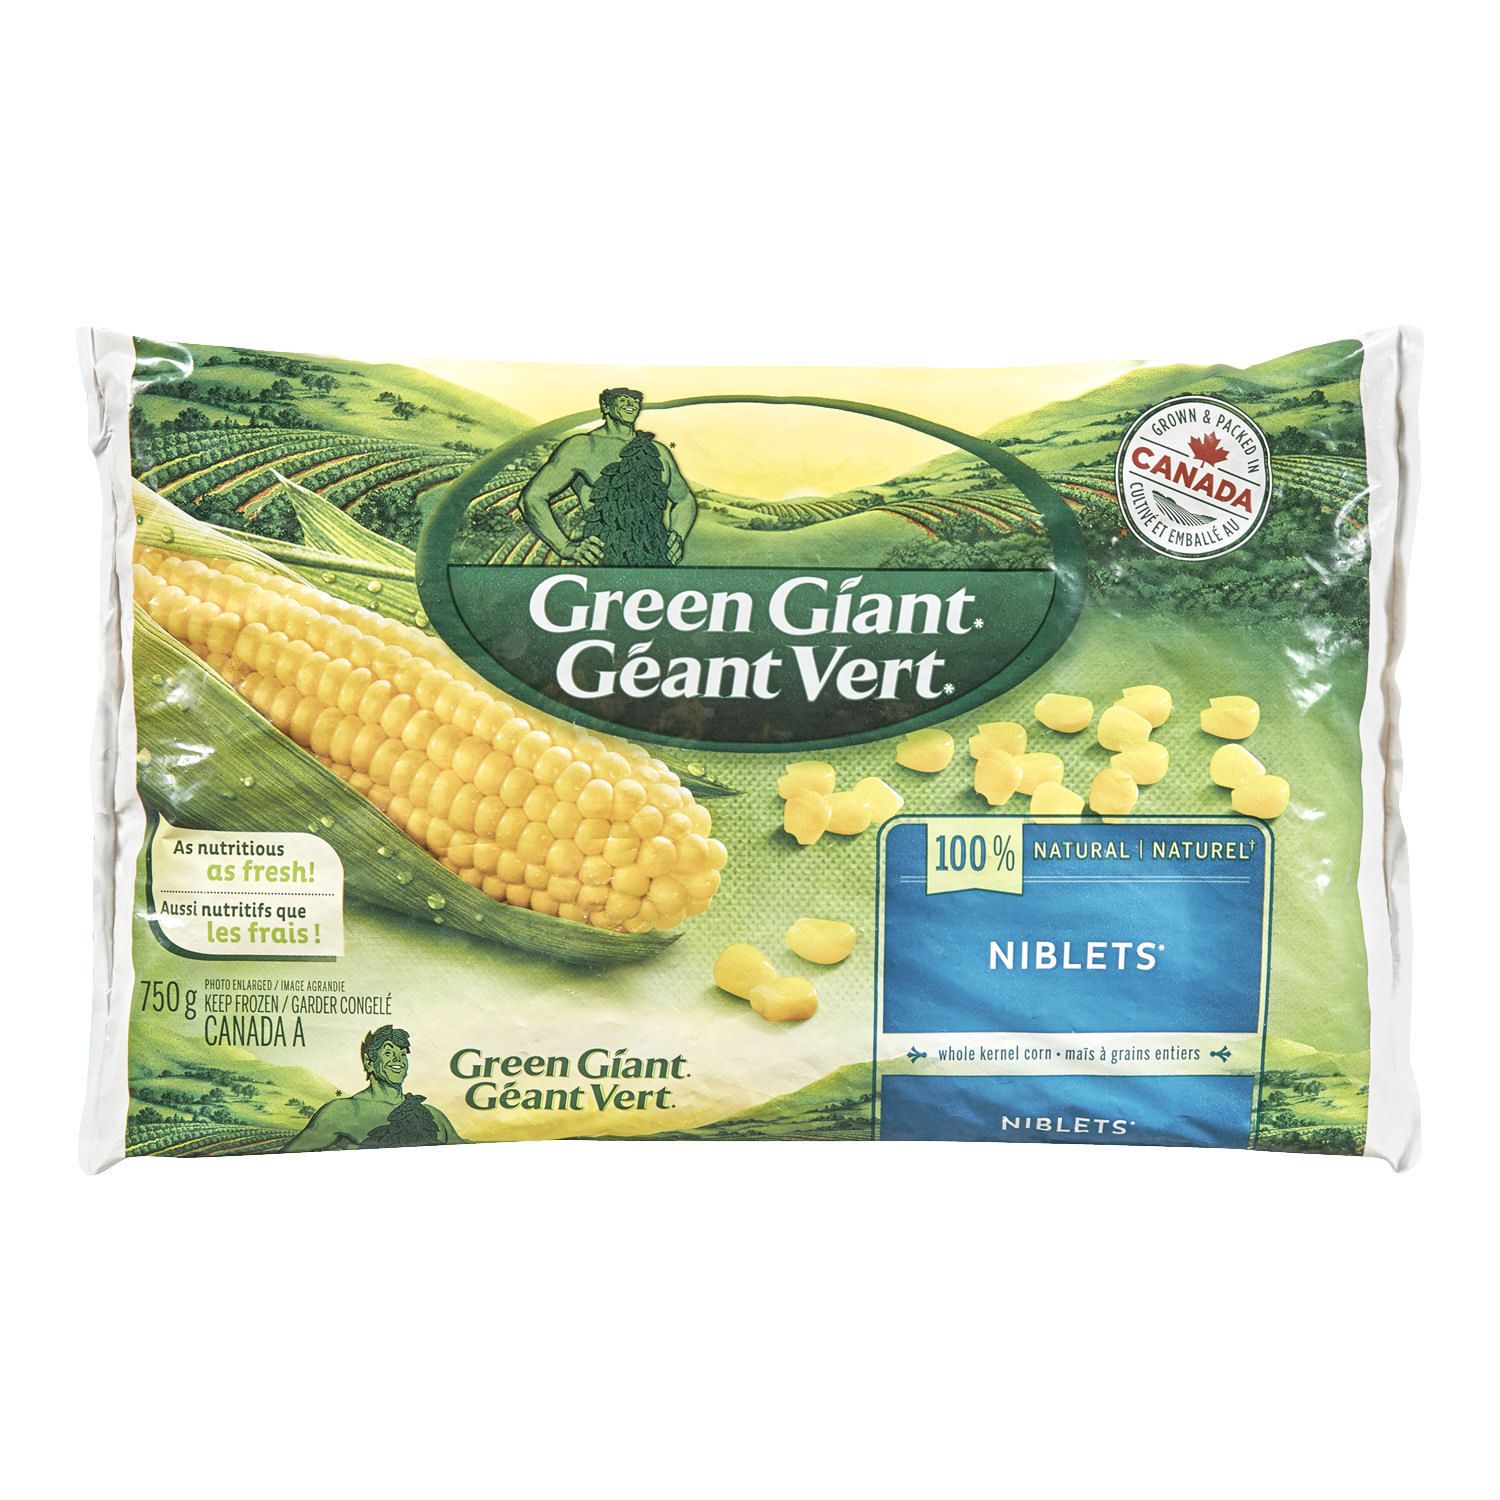 GROWN & PACKED IN
CANADA
CULTIVÉ ET EMBALLÉ AU
*
Green Giant*
Géant Vert*
100% NATURAL | NATUREL†
As nutritious
as fresh!
Aussi nutritifs que
les frais !
NIBLETS*
750 g
PHOTO ENLARGED / IMAGE AGRANDIE
KEEP FROZEN / GARDER CONGELÉ
CANADA A
whole kernel corn • maïs à grains entiers
*
Green Giant.
Géant Vert.
NIBLETS*